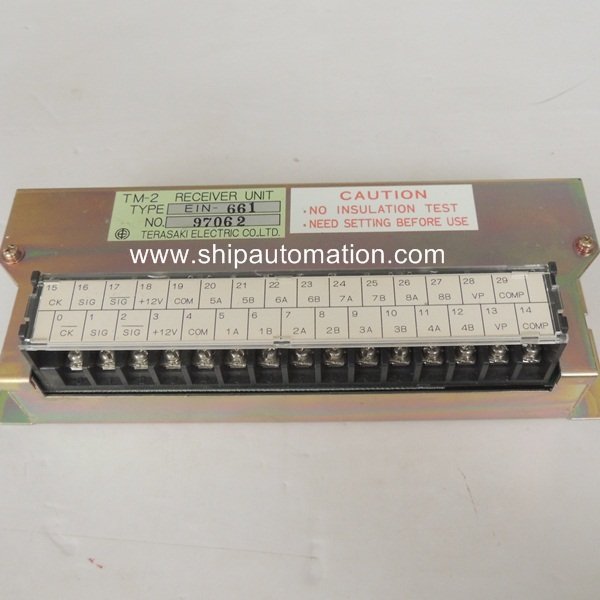 TM-2 RECEIVER UNIT
TYPE EIN-661
NO. 97062
TERASAKI ELECTRIC CO.,LTD.
CAUTION
・NO INSULATION TEST
・NEED SETTING BEFORE USE
www.shipautomation.com
15 16 17 18 19 20 21 22 23 24 25 26 27 28 29
CK SIG SIG +12V COM 5A 5B 6A 6B 7A 7B 8A 8B VP COMP
0 1 2 3 4 5 6 7 8 9 10 11 12 13 14
CK SIG SIG +12V COM 1A 1B 2A 2B 3A 3B 4A 4B VP COMP